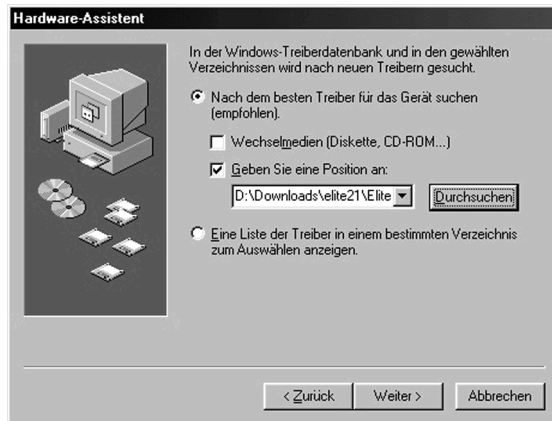 Hardware-Assistent
In der Windows-Treiberdatenbank und in den gewählten
Verzeichnissen wird nach neuen Treibern gesucht.
Nach dem besten Treiber für das Gerät suchen
(empfohlen).
Wechselmedien (Diskette, CD-ROM...)
Geben Sie eine Position an:
D:\Downloads\elite21\Elite
Durchsuchen
Eine Liste der Treiber in einem bestimmten Verzeichnis
zum Auswählen anzeigen.
< Zurück
Weiter >
Abbrechen